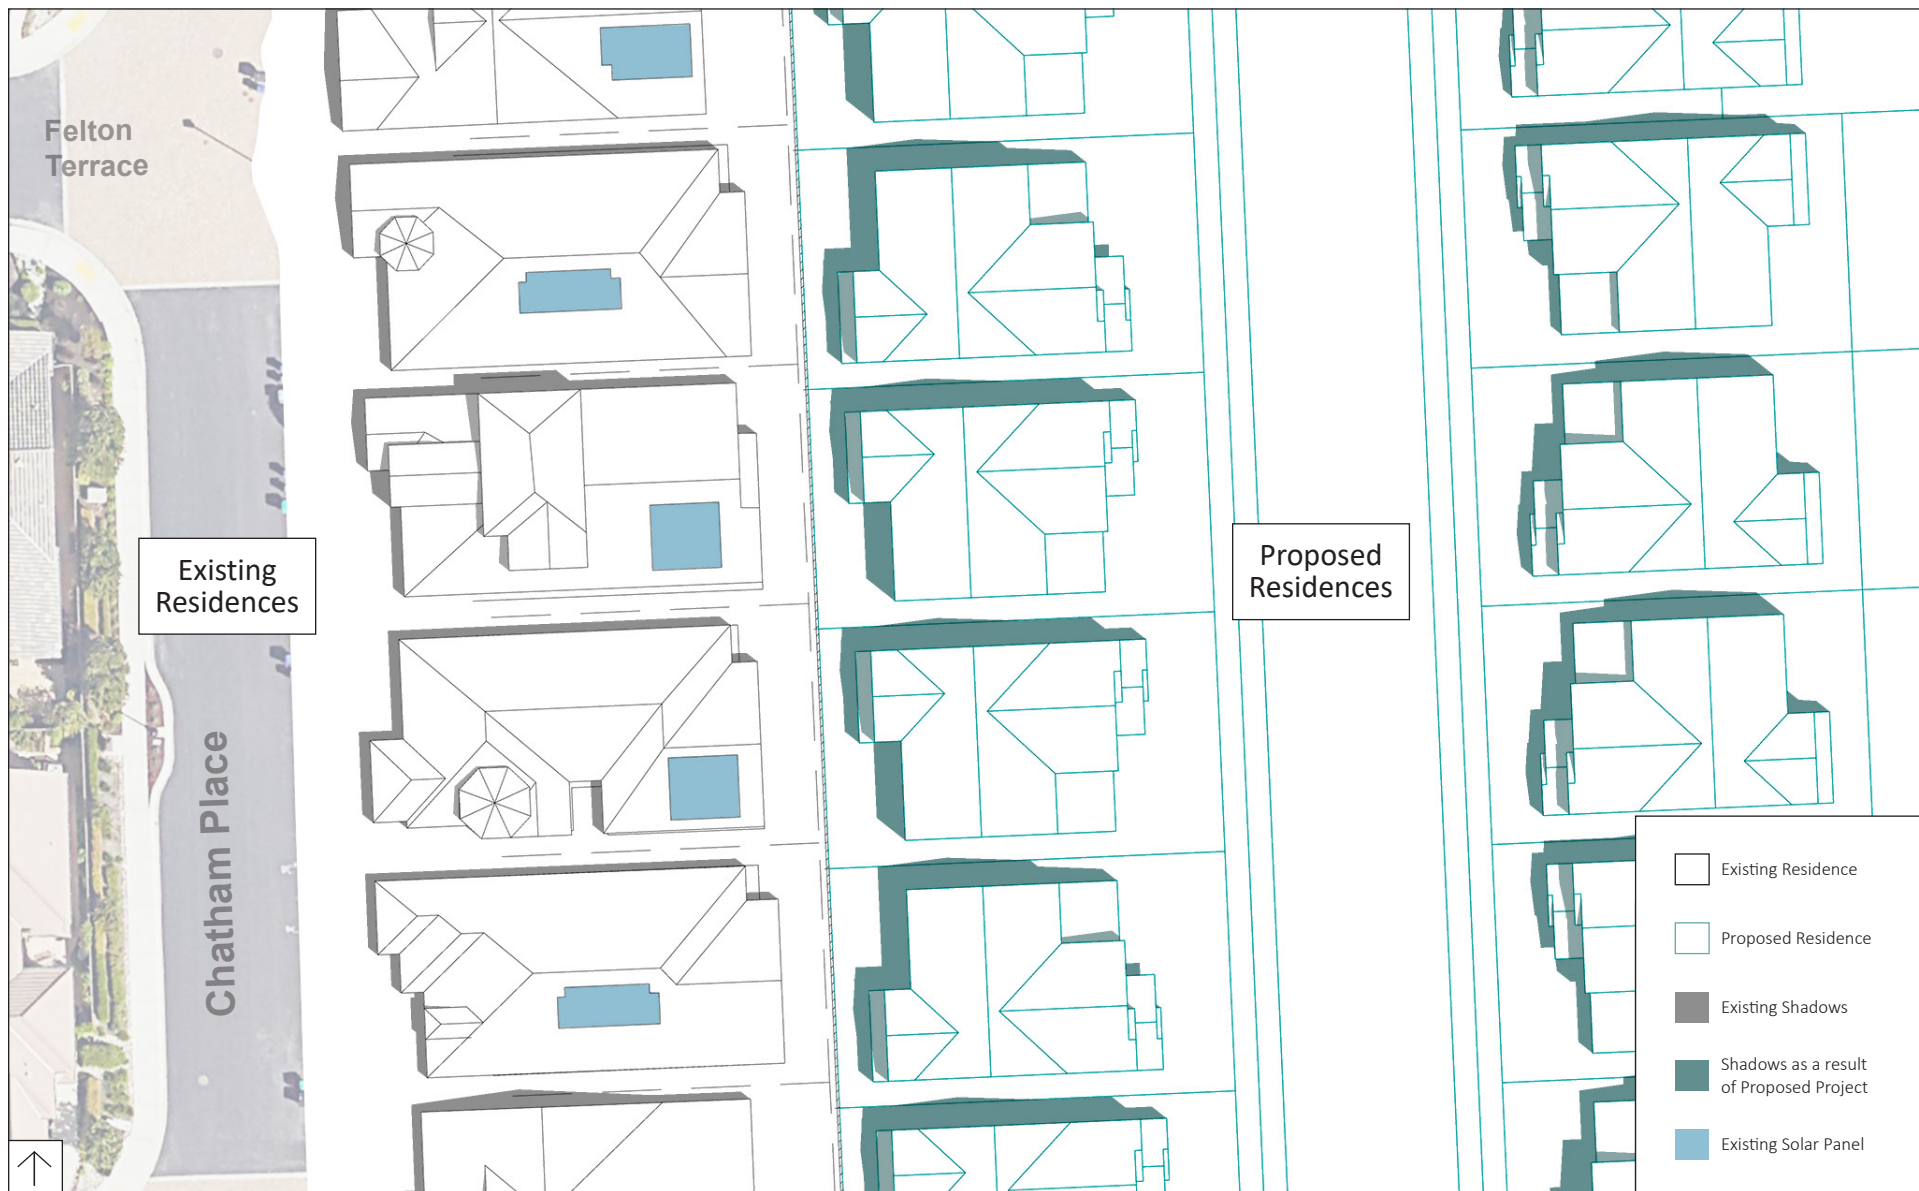 Felton
Terrace
Existing
Residences
Proposed
Residences
Chatham Place
Existing Residence
Proposed Residence
Existing Shadows
Shadows as a result
of Proposed Project
Existing Solar Panel